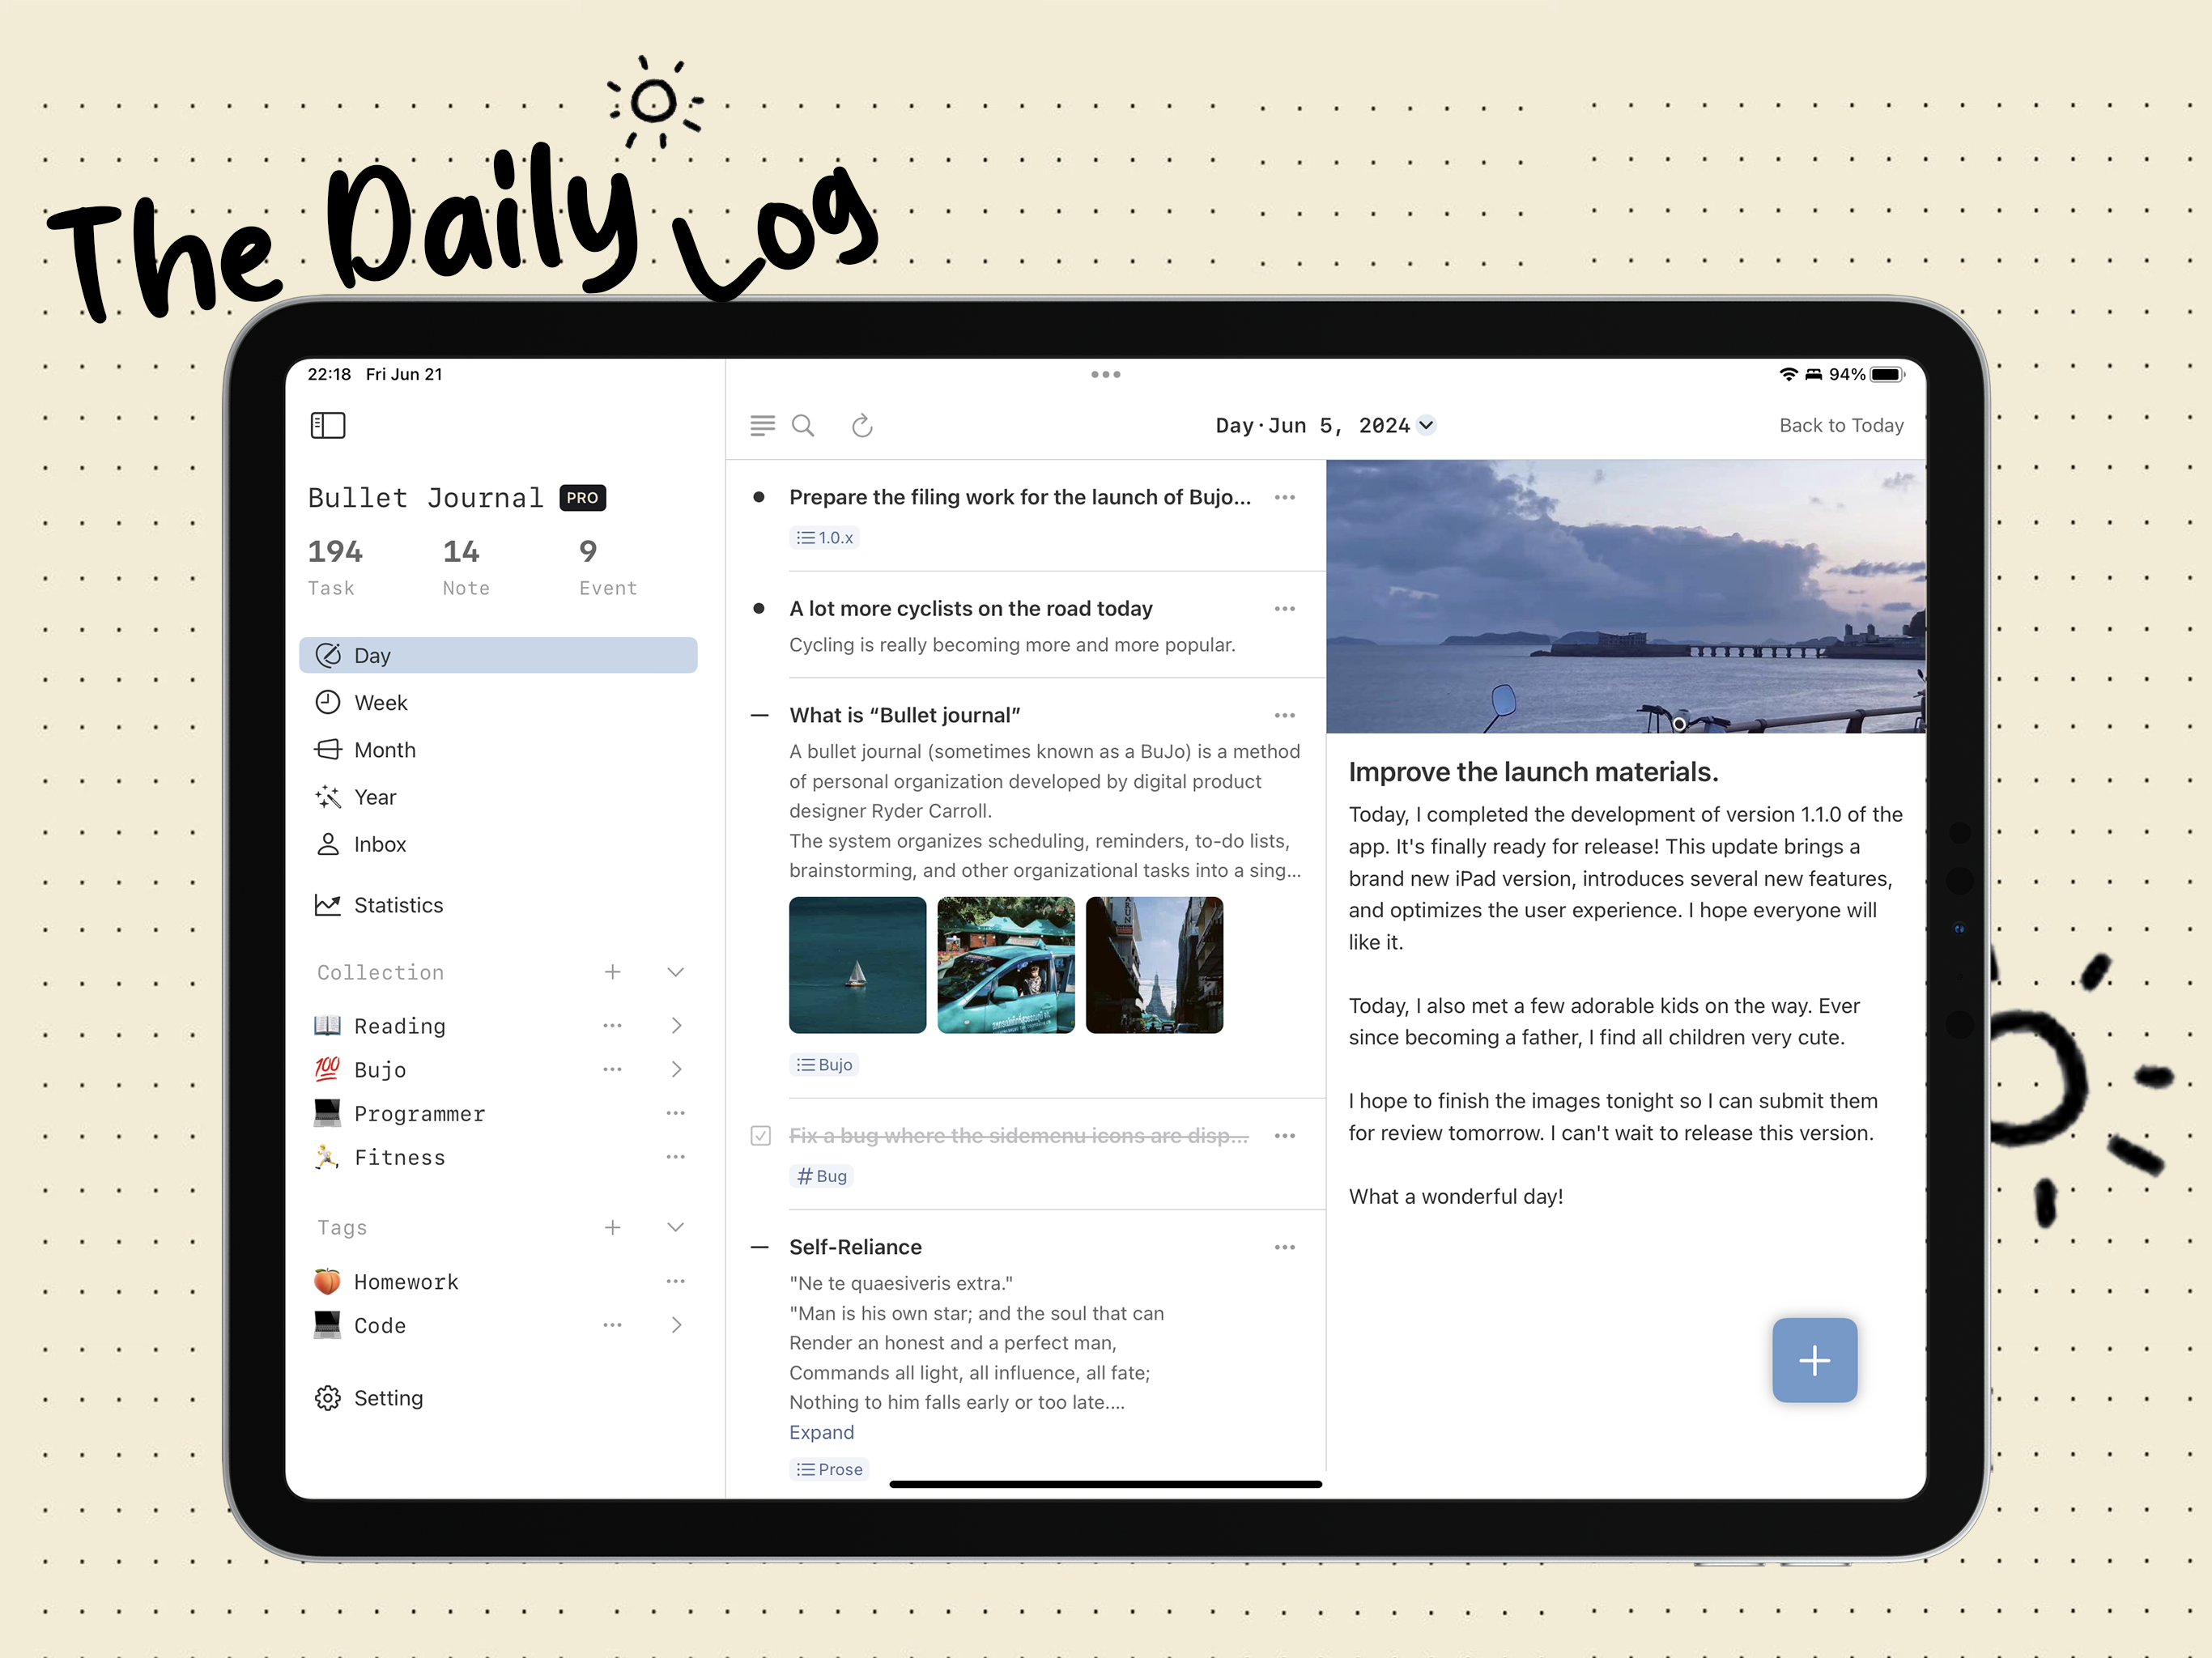 The Daily Log
22:18 Fri Jun 21
94%
Bullet Journal PRO
194 14 9
Task Note Event
Day
Week
Month
Year
Inbox
Statistics
Collection
Reading
Bujo
Programmer
Fitness
Tags
Homework
Code
Setting
Day·Jun 5, 2024
Back to Today
Prepare the filing work for the launch of Bujo...
1.0.x
A lot more cyclists on the road today
Cycling is really becoming more and more popular.
What is “Bullet journal”
A bullet journal (sometimes known as a BuJo) is a method
of personal organization developed by digital product
designer Ryder Carroll.
The system organizes scheduling, reminders, to-do lists,
brainstorming, and other organizational tasks into a sing...
Bujo
Fix a bug where the sidemenu icons are disp...
# Bug
Self-Reliance
"Ne te quaesiveris extra."
"Man is his own star; and the soul that can
Render an honest and a perfect man,
Commands all light, all influence, all fate;
Nothing to him falls early or too late....
Expand
Prose
Improve the launch materials.
Today, I completed the development of version 1.1.0 of the
app. It's finally ready for release! This update brings a
brand new iPad version, introduces several new features,
and optimizes the user experience. I hope everyone will
like it.
Today, I also met a few adorable kids on the way. Ever
since becoming a father, I find all children very cute.
I hope to finish the images tonight so I can submit them
for review tomorrow. I can't wait to release this version.
What a wonderful day!